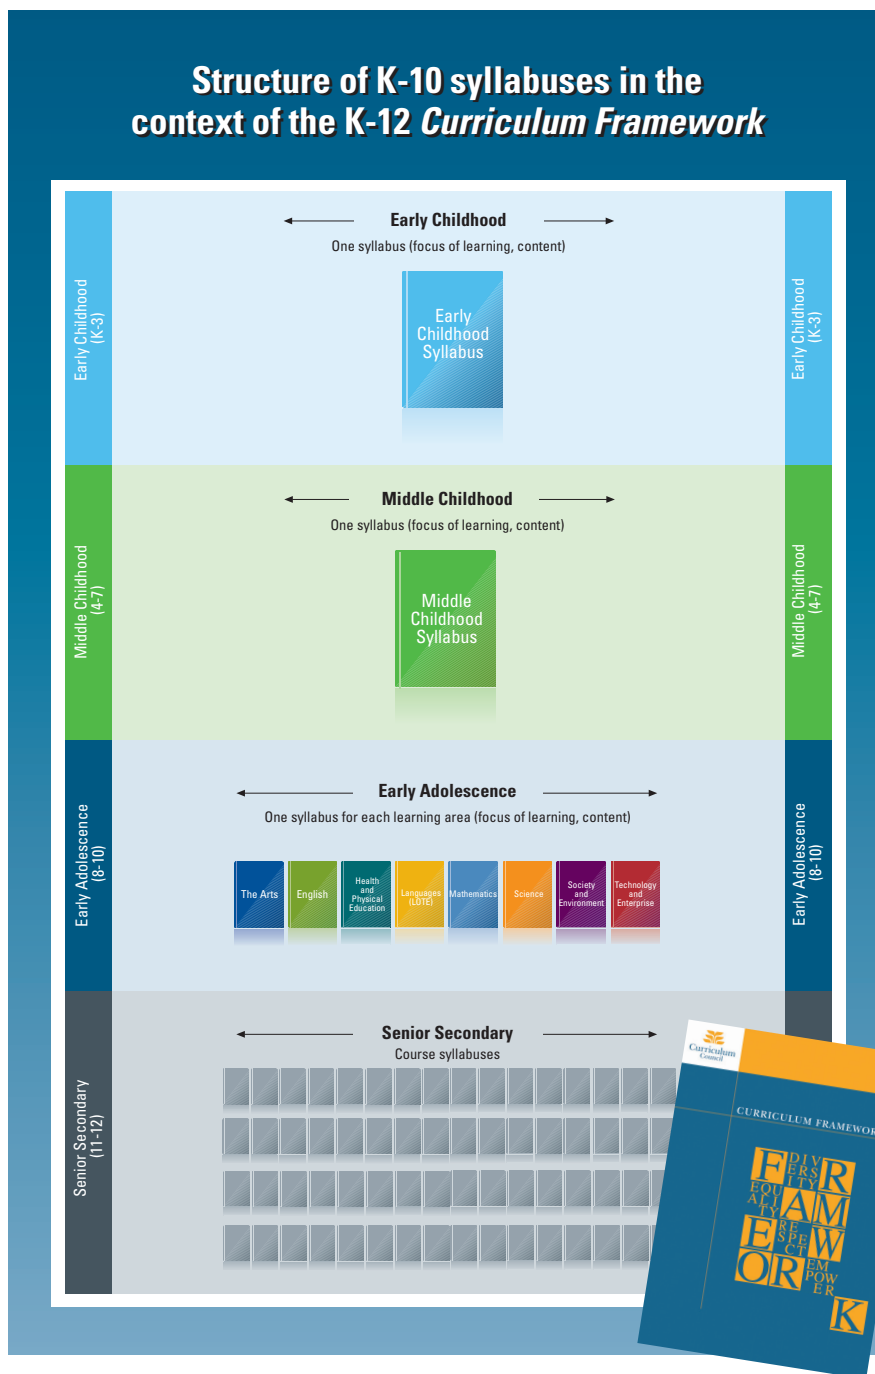 Structure of K-10 syllabuses in the
context of the K-12 Curriculum Framework
Early Childhood
(K-3)
Early Childhood
One syllabus (focus of learning, content)
Early
Childhood
Syllabus
Early Childhood
(K-3)
Middle Childhood
(4-7)
Middle Childhood
One syllabus (focus of learning, content)
Middle
Childhood
Syllabus
Middle Childhood
(4-7)
Early Adolescence
(8-10)
Early Adolescence
One syllabus for each learning area (focus of learning, content)
The Arts
English
Health
and
Physical
Education
Languages
(LOTE)
Mathematics
Science
Society
and
Environment
Technology
and
Enterprise
Early Adolescence
(8-10)
Senior Secondary
(11-12)
Senior Secondary
Course syllabuses
Curriculum
Council
CURRICULUM FRAMEWOR
F DIVERSITY R
EQUALITY A M
E RESPECT W
O R EMPOWER
K